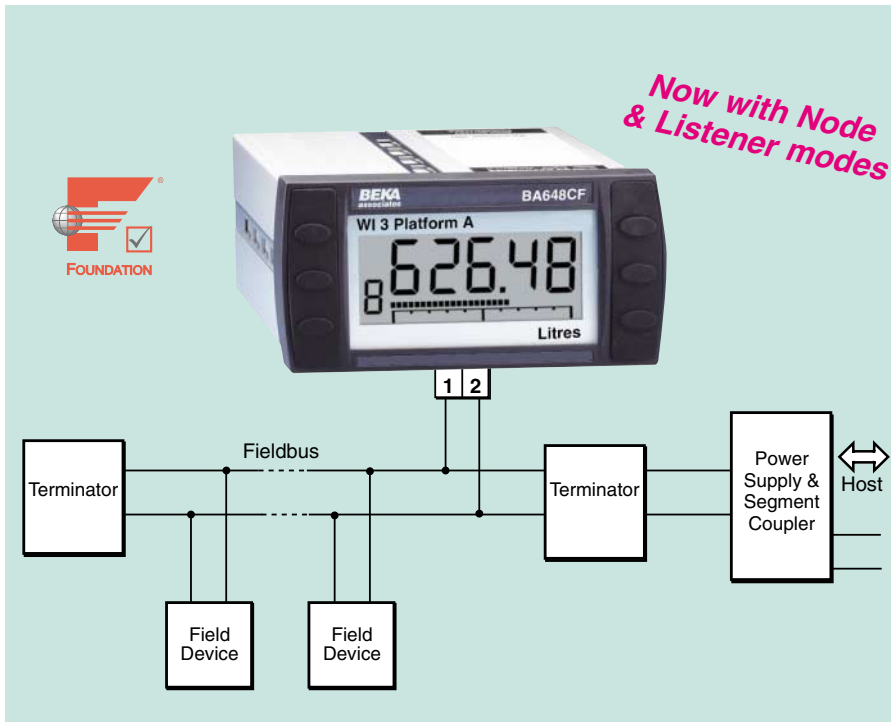 Now with Node
& Listener modes
®
FOUNDATION
BEKA
associates
BA648CF
WI 3 Platform A
8
626.48
Litres
1 2
Fieldbus
Terminator
Terminator
Power
Supply &
Segment
Coupler
Host
Field
Device
Field
Device